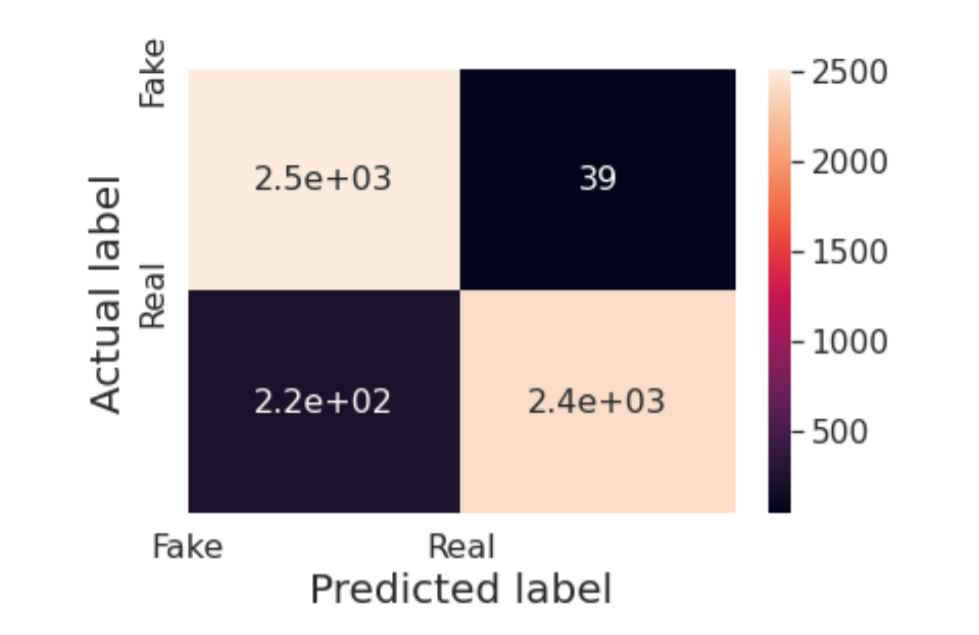 Fake
Real
Actual label
2.5e+03
39
2.2e+02
2.4e+03
2500
2000
1500
1000
500
Fake
Real
Predicted label